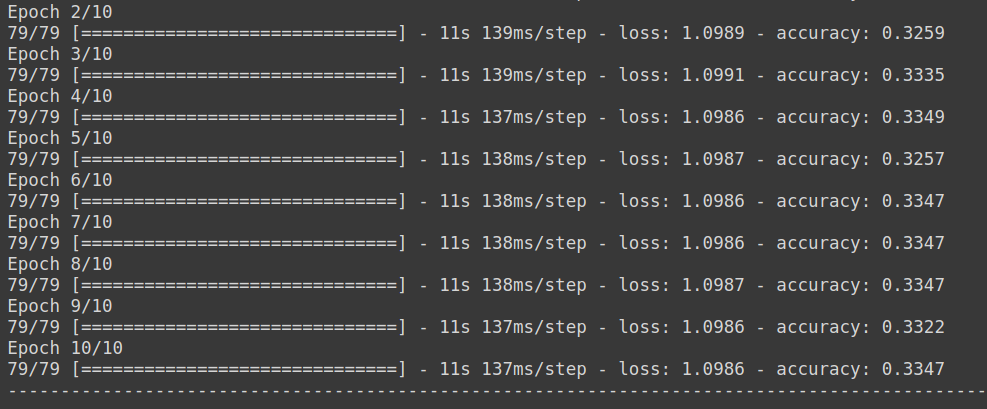 Epoch 2/10
79/79 [==============================] - 11s 139ms/step - loss: 1.0989 - accuracy: 0.3259
Epoch 3/10
79/79 [==============================] - 11s 139ms/step - loss: 1.0991 - accuracy: 0.3335
Epoch 4/10
79/79 [==============================] - 11s 137ms/step - loss: 1.0986 - accuracy: 0.3349
Epoch 5/10
79/79 [==============================] - 11s 138ms/step - loss: 1.0987 - accuracy: 0.3257
Epoch 6/10
79/79 [==============================] - 11s 138ms/step - loss: 1.0986 - accuracy: 0.3347
Epoch 7/10
79/79 [==============================] - 11s 138ms/step - loss: 1.0986 - accuracy: 0.3347
Epoch 8/10
79/79 [==============================] - 11s 138ms/step - loss: 1.0987 - accuracy: 0.3347
Epoch 9/10
79/79 [==============================] - 11s 137ms/step - loss: 1.0986 - accuracy: 0.3322
Epoch 10/10
79/79 [==============================] - 11s 137ms/step - loss: 1.0986 - accuracy: 0.3347
----------------------------------------------------------------------------------------------